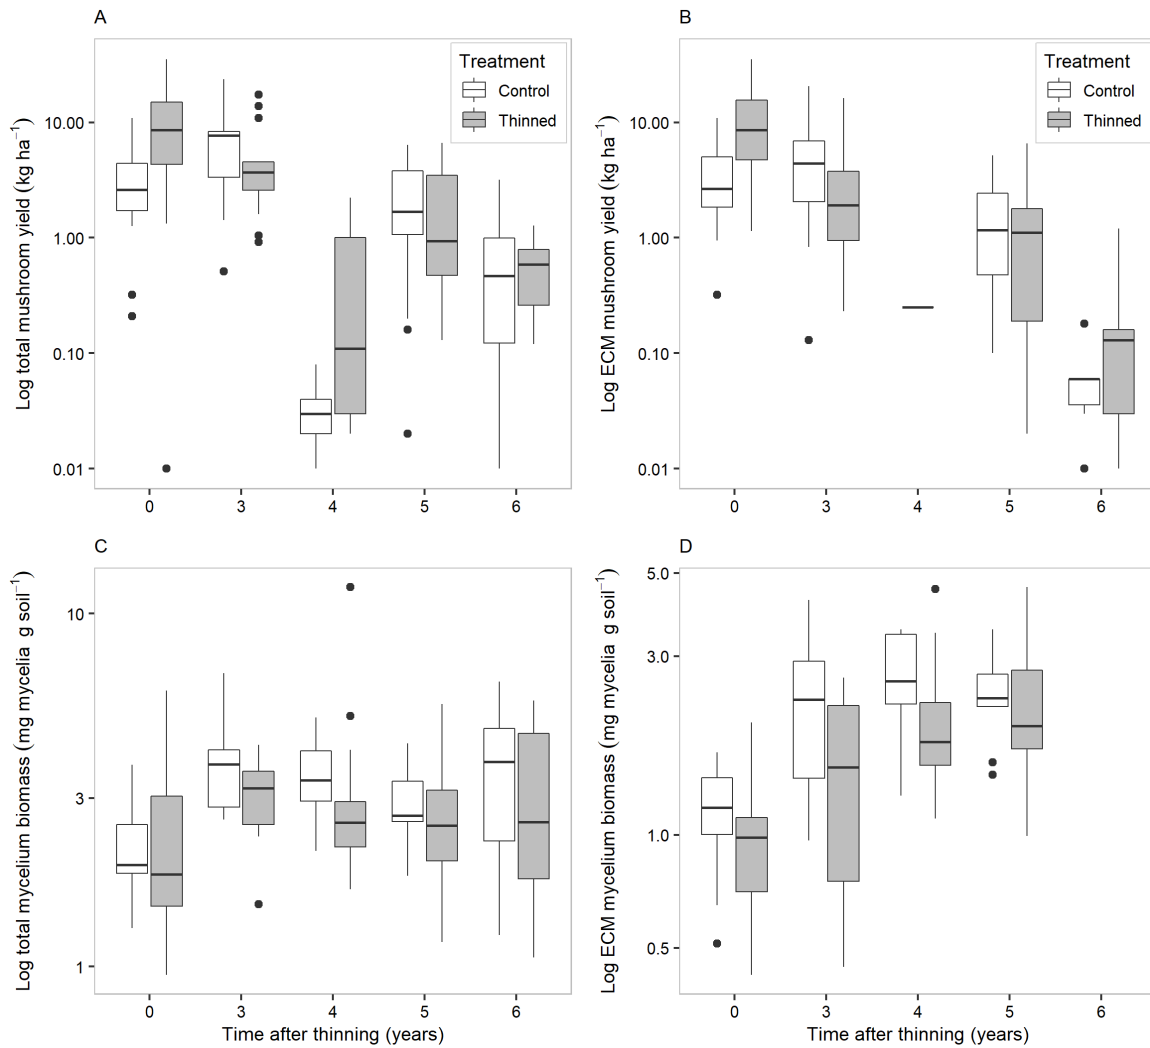 A
Log total mushroom yield (kg ha⁻¹)
10.00
1.00
0.10
0.01
Treatment
Control
Thinned
0 3 4 5 6
B
Log ECM mushroom yield (kg ha⁻¹)
10.00
1.00
0.10
0.01
Treatment
Control
Thinned
0 3 4 5 6
C
Log total mycelium biomass (mg mycelia g soil⁻¹)
10
3
1
0 3 4 5 6
Time after thinning (years)
D
Log ECM mycelium biomass (mg mycelia g soil⁻¹)
5.0
3.0
1.0
0.5
0 3 4 5 6
Time after thinning (years)